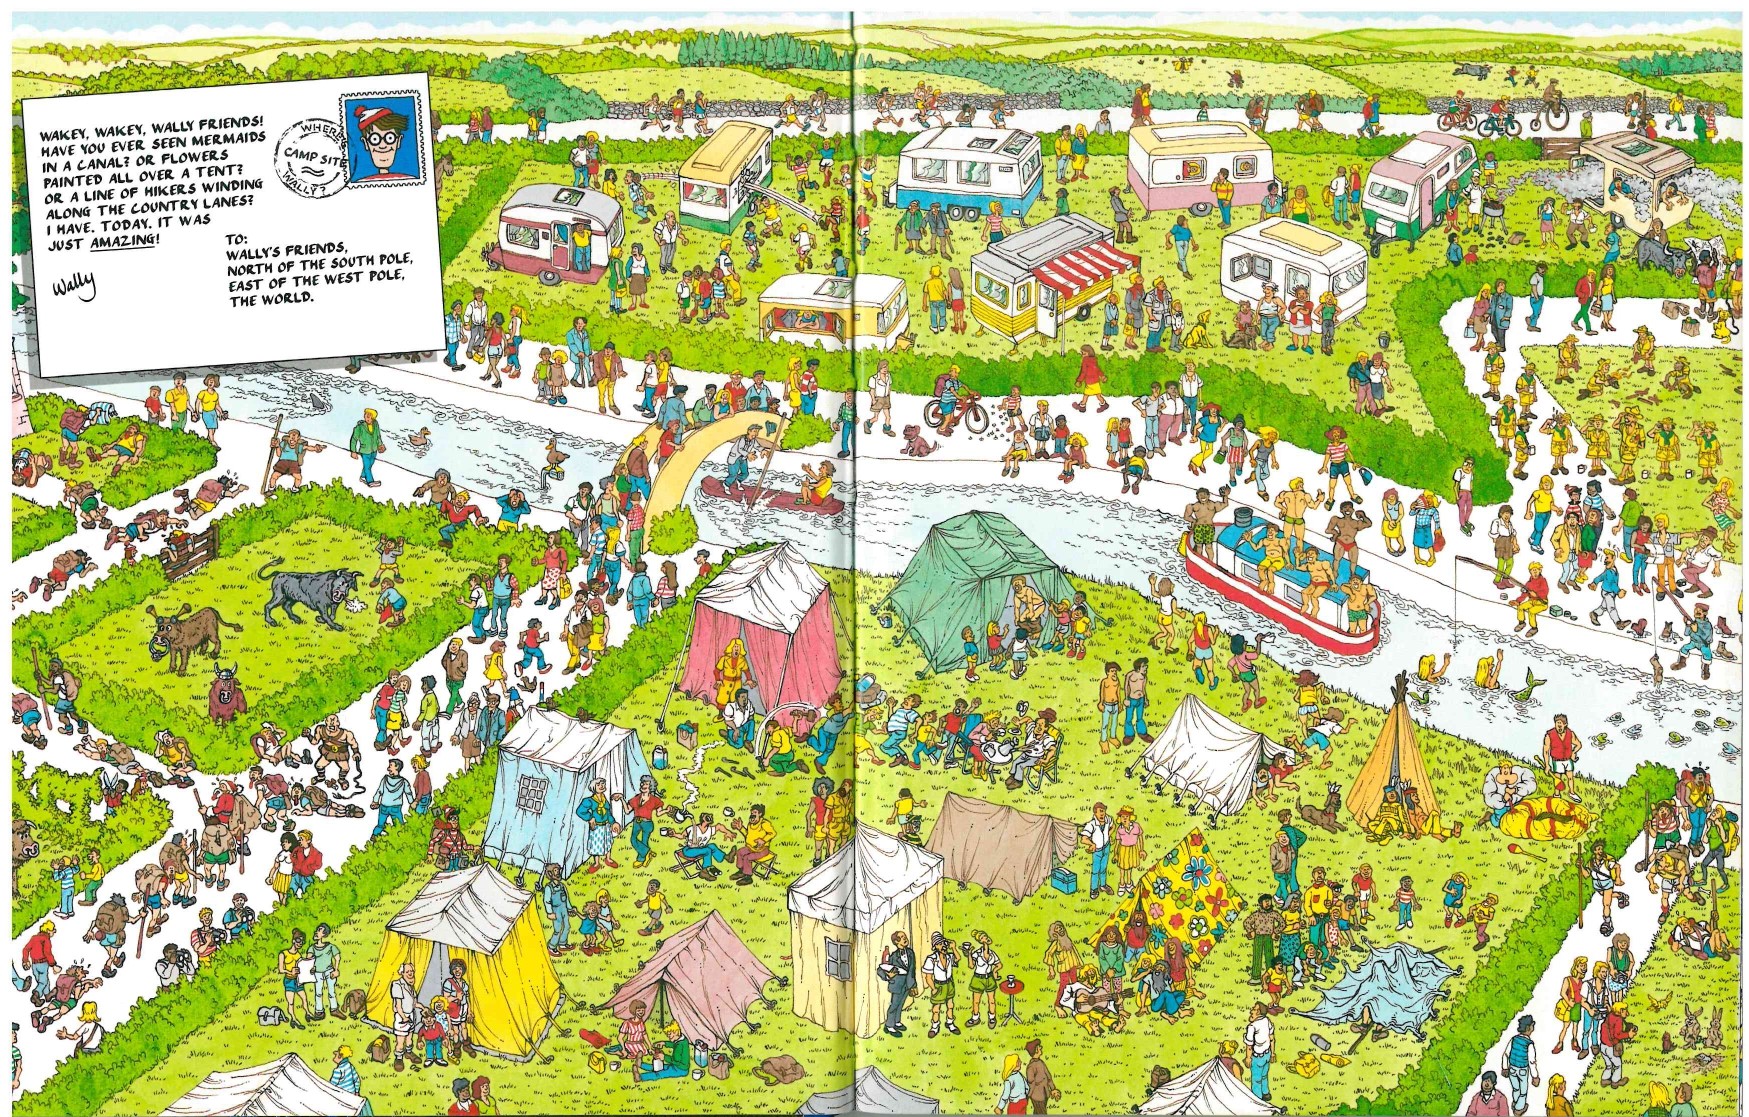 WAKEY, WAKEY, WALLY FRIENDS!
HAVE YOU EVER SEEN MERMAIDS
IN A CANAL? OR FLOWERS
PAINTED ALL OVER A TENT?
OR A LINE OF HIKERS WINDING
ALONG THE COUNTRY LANES?
I HAVE. TODAY. IT WAS
JUST AMAZING!
Wally
WHERE'S
CAMP SITE
WALLY?
TO:
WALLY'S FRIENDS,
NORTH OF THE SOUTH POLE,
EAST OF THE WEST POLE,
THE WORLD.